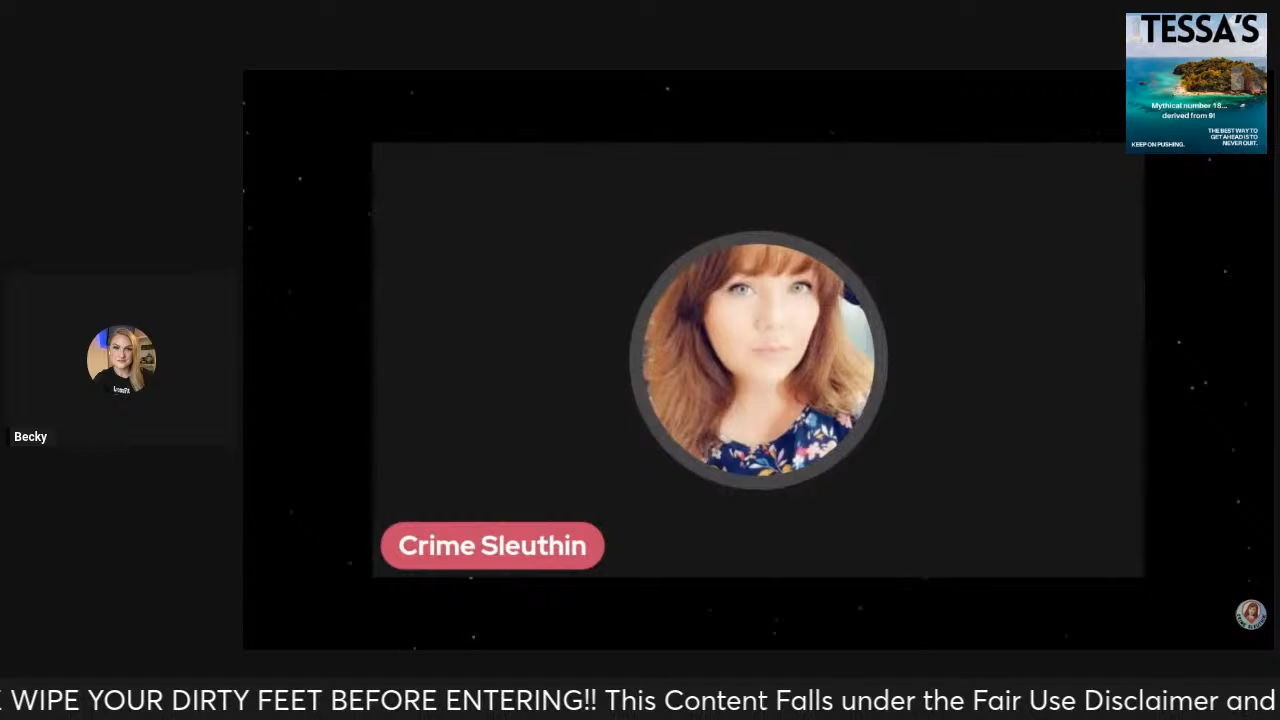 TESSA'S
Mythical number 18...
derived from 9!
THE BEST WAY TO
GET AHEAD IS TO
NEVER QUIT.
KEEP ON PUSHING.
Becky
Crime Sleuthin
WIPE YOUR DIRTY FEET BEFORE ENTERING!! This Content Falls under the Fair Use Disclaimer and